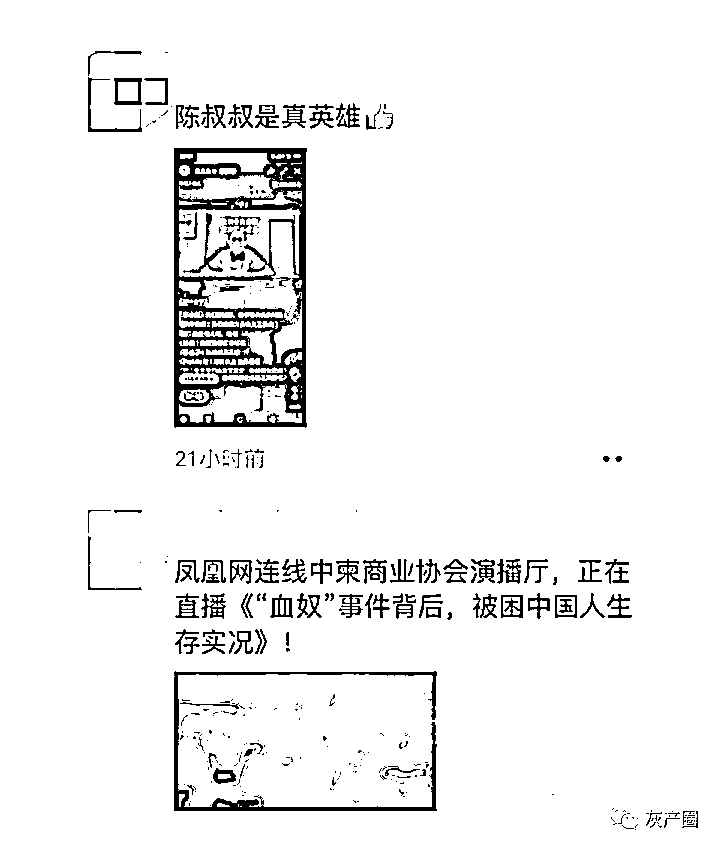 陈叔叔是真英雄👍
21小时前
凤凰网连线中柬商业协会演播厅，正在
直播《“血奴”事件背后，被困中国人生
存实况》！
灰产圈